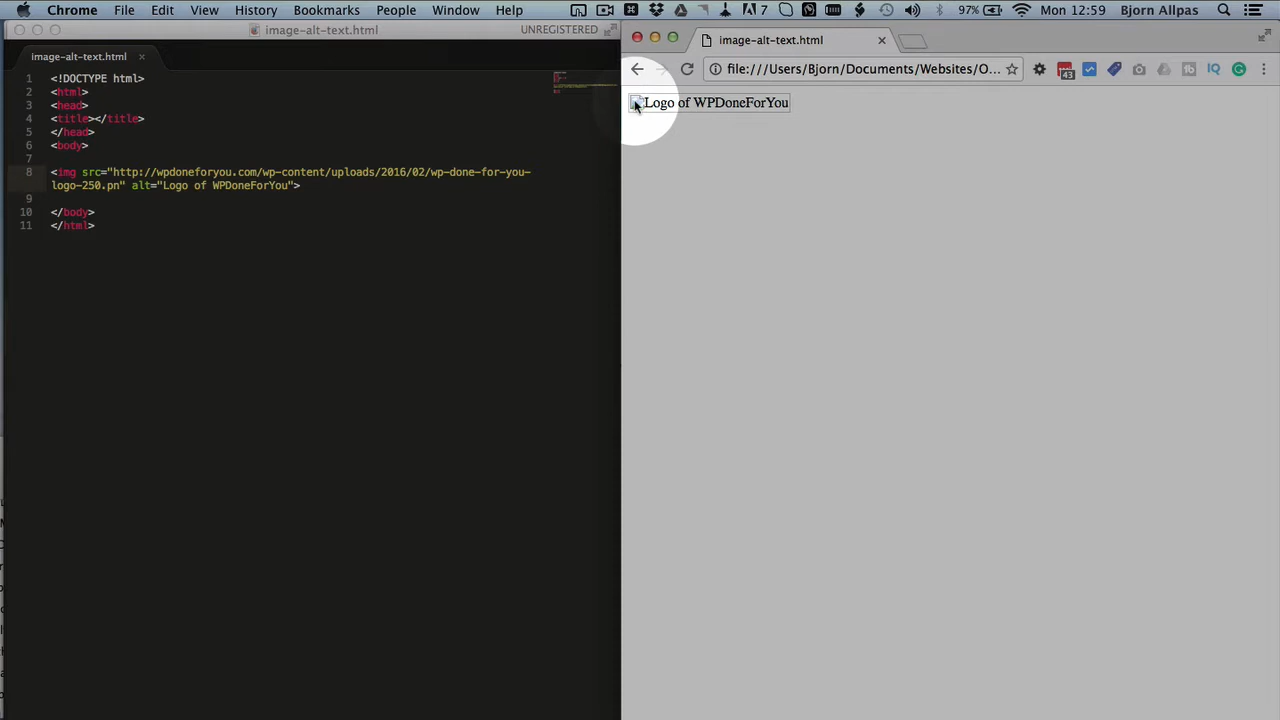 Chrome File Edit View History Bookmarks People Window Help 7 97% Mon 12:59 Bjorn Allpas
image-alt-text.html UNREGISTERED
image-alt-text.html ×
1 <!DOCTYPE html>
2 <html>
3 <head>
4 <title></title>
5 </head>
6 <body>
7
8 <img src="http://wpdoneforyou.com/wp-content/uploads/2016/02/wp-done-for-you-
logo-250.pn" alt="Logo of WPDoneForYou">
9
10 </body>
11 </html>
image-alt-text.html ×
file:///Users/Bjorn/Documents/Websites/O... 43
Logo of WPDoneForYou